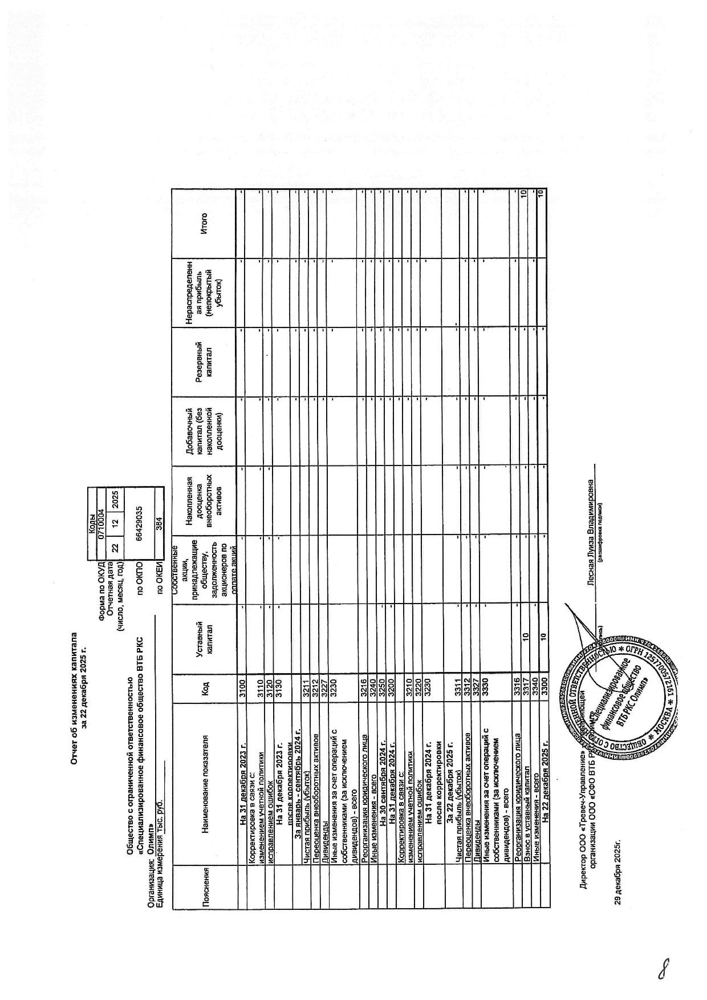 Отчет об изменениях капитала
за 22 декабря 2025 г.
Коды
Форма по ОКУД 0710004
Отчетная дата
(число, месяц, год) 22 12 2025
Общество с ограниченной ответственностью
«Специализированное финансовое общество ВТБ РКС по ОКПО 66429035
Организация: Олимп»
Единица измерения тыс. руб. по ОКЕИ 384
Пояснения Наименование показателя Код Уставный капитал Собственные акции, принадлежащие обществу, задолженность акционеров по оплате акций Накопленная дооценка внеоборотных активов Добавочный капитал (без накопленной дооценки) Резервный капитал Нераспределенн ая прибыль (непокрытый убыток) Итого
На 31 декабря 2023 г. 3100 - - - - - - -
Корректировка в связи с:
изменением учетной политики 3110 - - - - - - -
исправлением ошибок 3120 - - - - - - -
На 31 декабря 2023 г. 3130 - - - - - -
после корректировки
За январь - сентябрь 2024 г.
Чистая прибыль (убыток) 3211 - - - -
Переоценка внеоборотных активов 3212 - - - -
Дивиденды 3227 - - - -
Иные изменения за счет операций с 3230 - - - -
собственниками (за исключением
дивидендов) - всего
Реорганизация юридического лица 3216 - - - -
Иные изменения - всего 3240 - - - -
На 30 сентября 2024 г. 3250 - - - - -
На 31 декабря 2024 г. 3200 - - - - -
Корректировка в связи с:
изменением учетной политики 3210 - - - -
исправлением ошибок 3220 - - - -
На 31 декабря 2024 г. 3230 - - - -
после корректировки
За 22 декабря 2025 г.
Чистая прибыль (убыток) 3311 - - - - - -
Переоценка внеоборотных активов 3312 - - - - - - -
Дивиденды 3327 - - - - - - -
Иные изменения за счет операций с 3330 - - - - - - -
собственниками (за исключением
дивидендов) - всего
Реорганизация юридического лица 3316 - - - - - - -
Взнос в уставный капитал 3317 10 - - - - 10
Иные изменения - всего 3340 - - - - - - -
На 22 декабря 2025 г. 3300 10 - - - - 10
Директор ООО «Тревеч-Управление» Лесная Луиза Владимировна
организации ООО «СФО ВТБ (расшифровка подписи)
ОБЩЕСТВО С ОГРАНИЧЕННОЙ ОТВЕТСТВЕННОСТЬЮ * ОГРН 1257700512161 * МОСКВА *
«Специализированное
финансовое общество
ВТБ РКС Олимп»
29 декабря 2025г.
8